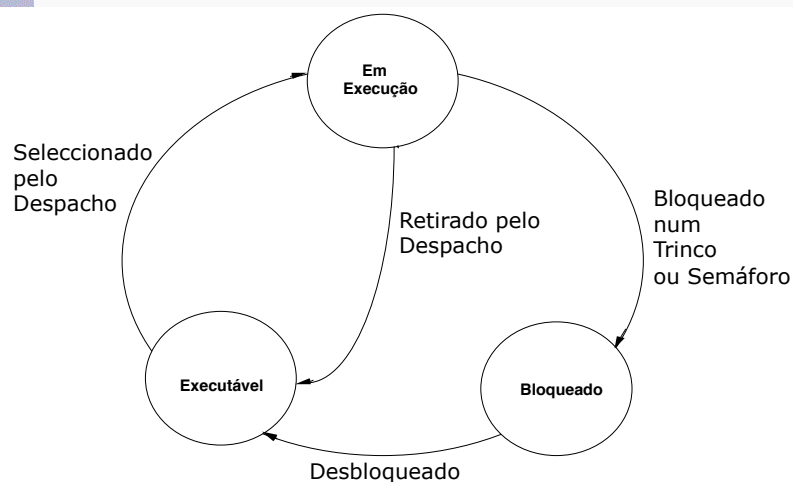 Em
Execução
Seleccionado
pelo
Despacho
Retirado pelo
Despacho
Bloqueado
num
Trinco
ou Semáforo
Executável
Bloqueado
Desbloqueado